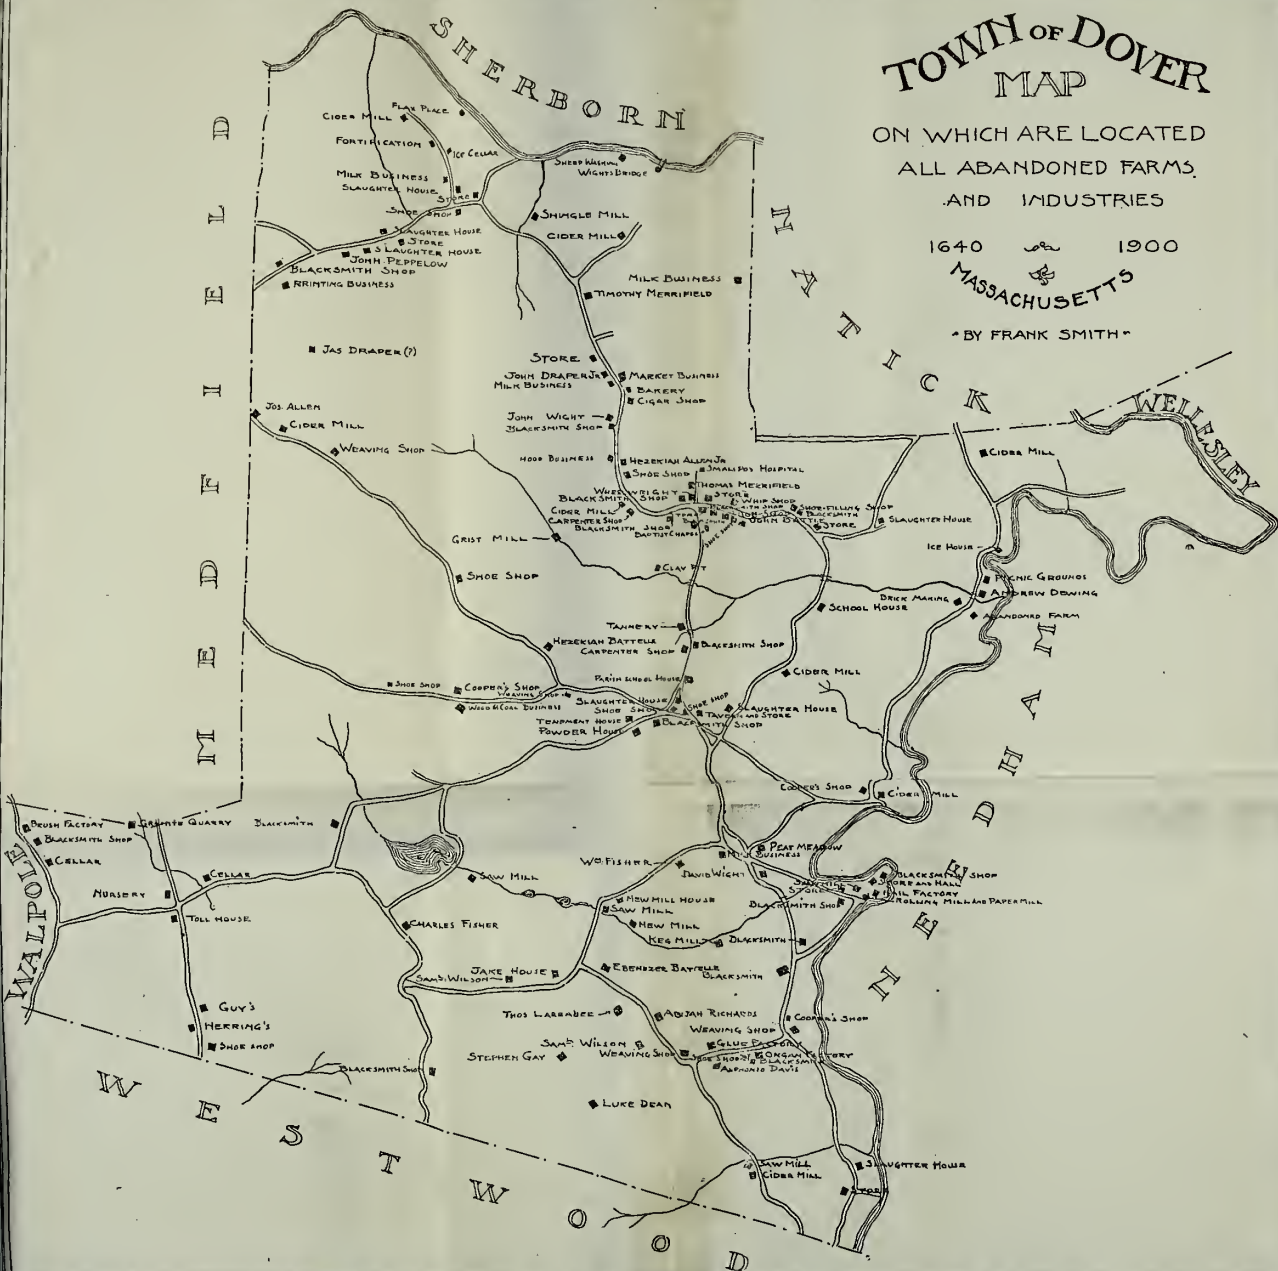 TOWN OF DOVER
MAP
ON WHICH ARE LOCATED
ALL ABANDONED FARMS
AND INDUSTRIES
1640 1900
MASSACHUSETTS
"BY FRANK SMITH"
SHERBORN
NATICK
WELLESLEY
NEEDHAM
MEDFIELD
WALPOLE
WESTWOOD
FLAX PLACE
CIDER MILL
FORTIFICATION
ICE CELLAR
SHEEP WASHING
WIGHTS BRIDGE
MILK BUSINESS
SLAUGHTER HOUSE
STORE
SHOE SHOP
SHINGLE MILL
CIDER MILL
SLAUGHTER HOUSE
STORE
SLAUGHTER HOUSE
JOHN PEPPELOW
BLACKSMITH SHOP
PRINTING BUSINESS
MILK BUSINESS
TIMOTHY MERRIFIELD
JAS DRAPER (?)
STORE
JOHN DRAPER JR
MARKET BUSINESS
MILK BUSINESS
BAKERY
CIGAR SHOP
JOS. ALLEN
CIDER MILL
JOHN WIGHT
BLACKSMITH SHOP
WEAVING SHOP
CIDER MILL
HEZEKIAH ALLEN JR
SHOE SHOP
SMALLPOX HOSPITAL
THOMAS MERRIFIELD
WHEELWRIGHT SHOP
STORE
BLACKSMITH
WHIP SHOP
CIDER MILL
CARPENTER SHOP
BLACKSMITH SHOP
BAPTIST CHAPEL
SHOE-FILLING SHOP
BLACKSMITH
JOHN BATTLE
STORE
SLAUGHTER HOUSE
GRIST MILL
ICE HOUSE
SHOE SHOP
CLAY PIT
PICNIC GROUNDS
ANDREW DEWING
BRICK MAKING
SCHOOL HOUSE
ABANDONED FARM
TANNERY
HEZEKIAH BATTELLE
CARPENTER SHOP
BLACKSMITH SHOP
CIDER MILL
PARISH SCHOOL HOUSE
SHOE SHOP
COOPER'S SHOP
WEAVING SHOP
WOOD & COAL BUSINESS
SLAUGHTER HOUSE
SHOE SHOP
SHOE SHOP
SLAUGHTER HOUSE
TAVERN AND STORE
TENEMENT HOUSE
BLACKSMITH SHOP
POWDER HOUSE
COOPER'S SHOP
CIDER MILL
BRUSH FACTORY
GRANITE QUARRY
BLACKSMITH
BLACKSMITH SHOP
CELLAR
PEAT MEADOW
MILK BUSINESS
WM. FISHER
DAVID WIGHT
CELLAR
SAW MILL
BLACKSMITH SHOP
STORE AND HALL
STORE
NAIL FACTORY
ROLLING MILL AND PAPER MILL
BLACKSMITH SHOP
NURSERY
TOLL HOUSE
NEW MILL HOUSE
SAW MILL
CHARLES FISHER
NEW MILL
KEG MILL
BLACKSMITH
SAML. WILSON
JAKE HOUSE
EBENEZER BATTELLE
BLACKSMITH
GUY'S
HERRING'S
SHOE SHOP
THOS LARRABEE
ABIJAH RICHARDS
COOPER'S SHOP
WEAVING SHOP
SAML. WILSON
GLUE FACTORY
STEPHEN GAY
WEAVING SHOP
SHOE SHOP
ORGAN FACTORY
BLACKSMITH
ALPHONZO DAVIS
BLACKSMITH SHOP
LUKE DEAN
SAW MILL
CIDER MILL
SLAUGHTER HOUSE
STORE